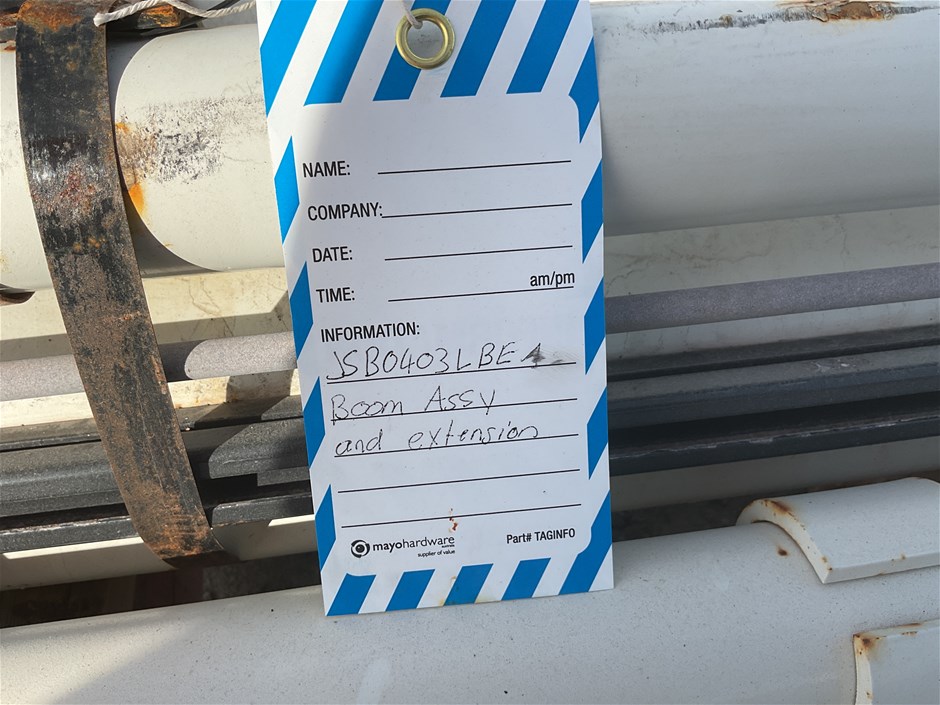 NAME:
COMPANY:
DATE:
TIME: am/pm
INFORMATION:
JSB0403LBE
Boom Assy
and extension
mayohardware
supplier of value
Part# TAGINFO